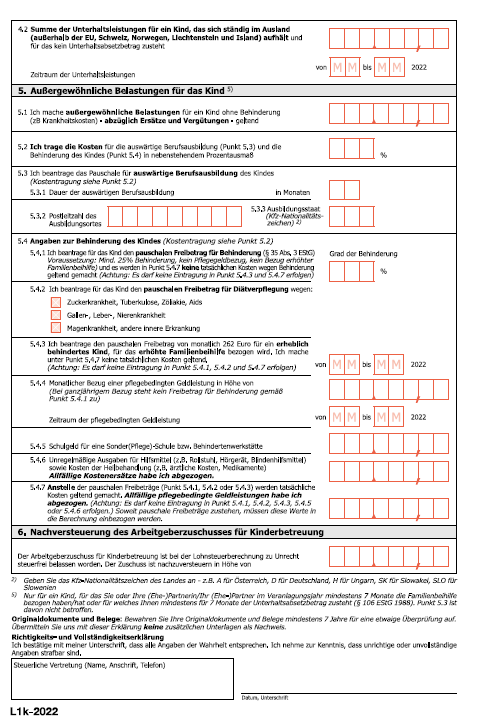 4.2 Summe der Unterhaltsleistungen für ein Kind, das sich ständig im Ausland
(außerhalb der EU, Schweiz, Norwegen, Liechtenstein und Island) aufhält und
für das kein Unterhaltsabsetzbetrag zusteht
Zeitraum der Unterhaltsleistungen
von M M bis M M 2022
5. Außergewöhnliche Belastungen für das Kind 5)
5.1 Ich mache außergewöhnliche Belastungen für ein Kind ohne Behinderung
(zB Krankheitskosten) - abzüglich Ersätze und Vergütungen - geltend
5.2 Ich trage die Kosten für die auswärtige Berufsausbildung (Punkt 5.3) und die
Behinderung des Kindes (Punkt 5.4) in nebenstehendem Prozentausmaß
%
5.3 Ich beantrage das Pauschale für auswärtige Berufsausbildung des Kindes
(Kostentragung siehe Punkt 5.2)
5.3.1 Dauer der auswärtigen Berufsausbildung
in Monaten
5.3.2 Postleitzahl des
Ausbildungsortes
5.3.3 Ausbildungsstaat
(Kfz-Nationalitäts-
zeichen) 2)
5.4 Angaben zur Behinderung des Kindes (Kostentragung siehe Punkt 5.2)
5.4.1 Ich beantrage für das Kind den pauschalen Freibetrag für Behinderung (§ 35 Abs. 3 EStG)
Voraussetzung: Mind. 25% Behinderung, kein Pflegegeldbezug, kein Bezug erhöhter
Familienbeihilfe) und es werden in Punkt 5.4.7 keine tatsächlichen Kosten wegen Behinderung
geltend gemacht (Achtung: Es darf keine Eintragung in Punkt 5.4.3 und 5.4.7 erfolgen)
Grad der Behinderung
%
5.4.2 Ich beantrage für das Kind den pauschalen Freibetrag für Diätverpflegung wegen:
Zuckerkrankheit, Tuberkulose, Zöliakie, Aids
Gallen-, Leber-, Nierenkrankheit
Magenkrankheit, andere innere Erkrankung
5.4.3 Ich beantrage den pauschalen Freibetrag von monatlich 262 Euro für ein erheblich
behindertes Kind, für das erhöhte Familienbeihilfe bezogen wird. Ich mache
unter Punkt 5.4.7 keine tatsächlichen Kosten geltend.
(Achtung: Es darf keine Eintragung in Punkt 5.4.1, 5.4.2 und 5.4.7 erfolgen)
von M M bis M M 2022
5.4.4 Monatlicher Bezug einer pflegebedingten Geldleistung in Höhe von
(Bei ganzjährigem Bezug steht kein Freibetrag für Behinderung gemäß
Punkt 5.4.1 zu)
Zeitraum der pflegebedingten Geldleistung
von M M bis M M 2022
5.4.5 Schulgeld für eine Sonder(Pflege)-Schule bzw. Behindertenwerkstätte
5.4.6 Unregelmäßige Ausgaben für Hilfsmittel (z.B. Rollstuhl, Hörgerät, Blindenhilfsmittel)
sowie Kosten der Heilbehandlung (z.B. ärztliche Kosten, Medikamente)
Allfällige Kostenersätze habe ich abgezogen.
5.4.7 Anstelle der pauschalen Freibeträge (Punkt 5.4.1, 5.4.2 oder 5.4.3) werden tatsächliche
Kosten geltend gemacht. Allfällige pflegebedingte Geldleistungen habe ich
abgezogen. (Achtung: Es darf keine Eintragung in Punkt 5.4.1, 5.4.2, 5.4.3, 5.4.5
oder 5.4.6 erfolgen.) Soweit pauschale Freibeträge zustehen, müssen diese Werte in
die Berechnung einbezogen werden.
6. Nachversteuerung des Arbeitgeberzuschusses für Kinderbetreuung
Der Arbeitgeberzuschuss für Kinderbetreuung ist bei der Lohnsteuerberechnung zu Unrecht
steuerfrei belassen worden. Der Zuschuss ist nachzuversteuern in Höhe von
2) Geben Sie das Kfz-Nationalitätszeichen des Landes an - z.B. A für Österreich, D für Deutschland, H für Ungarn, SK für Slowakei, SLO für
Slowenien
5) Nur für ein Kind, für das Sie oder Ihre (Ehe-)Partnerin/Ihr (Ehe-)Partner im Veranlagungsjahr mindestens 7 Monate die Familienbeihilfe
bezogen haben/hat oder für welches Ihnen mindestens für 7 Monate der Unterhaltsabsetzbetrag zusteht (§ 106 EStG 1988). Punkt 5.3 ist
davon nicht betroffen.
Originaldokumente und Belege: Bewahren Sie Ihre Originaldokumente und Belege mindestens 7 Jahre für eine etwaige Überprüfung auf.
Übermitteln Sie uns mit dieser Erklärung keine zusätzlichen Unterlagen als Nachweis.
Richtigkeits- und Vollständigkeitserklärung
Ich bestätige mit meiner Unterschrift, dass alle Angaben der Wahrheit entsprechen. Ich nehme zur Kenntnis, dass unrichtige oder unvollständige
Angaben strafbar sind.
Steuerliche Vertretung (Name, Anschrift, Telefon)
Datum, Unterschrift
L1k-2022